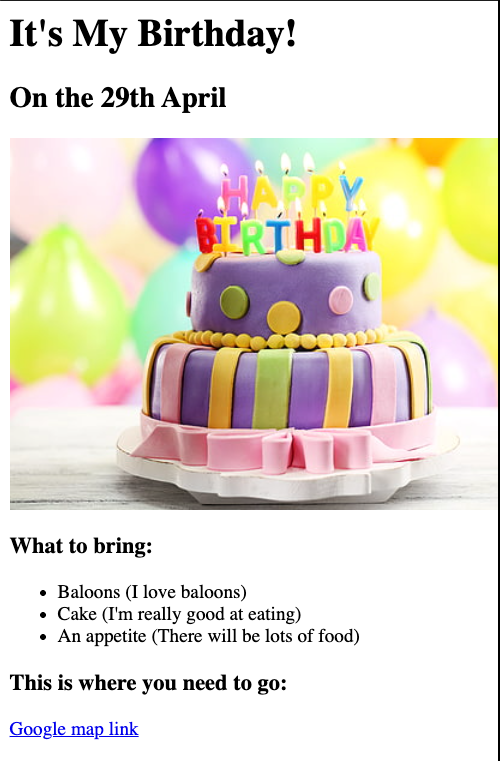 It's My Birthday!
On the 29th April
HAPPY
BIRTHDAY
What to bring:
Baloons (I love baloons)
Cake (I'm really good at eating)
An appetite (There will be lots of food)
This is where you need to go:
Google map link